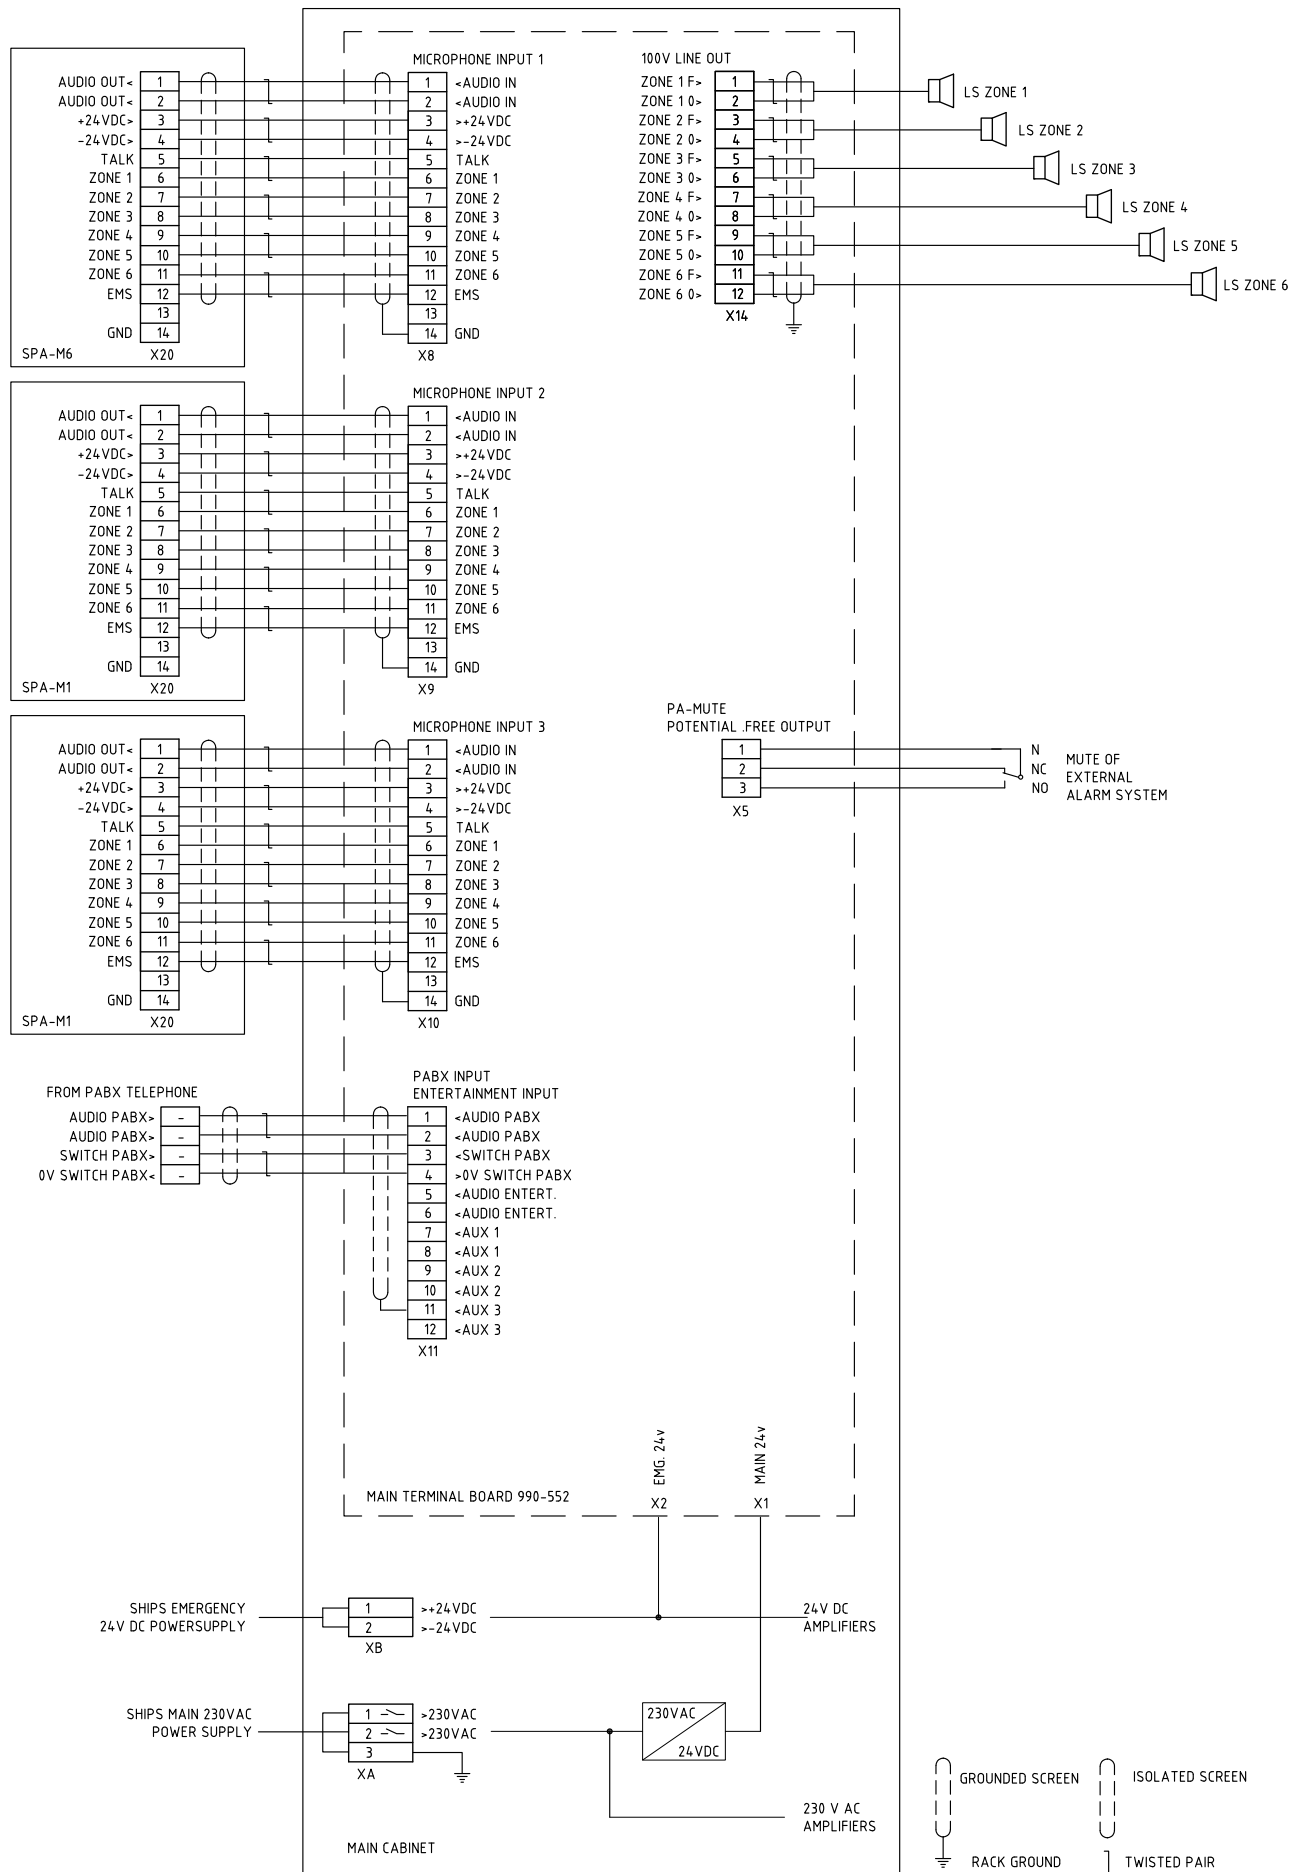 MICROPHONE INPUT 1
AUDIO OUT< 1 1 <AUDIO IN
AUDIO OUT< 2 2 <AUDIO IN
+24VDC> 3 3 >+24VDC
-24VDC> 4 4 >-24VDC
TALK 5 5 TALK
ZONE 1 6 6 ZONE 1
ZONE 2 7 7 ZONE 2
ZONE 3 8 8 ZONE 3
ZONE 4 9 9 ZONE 4
ZONE 5 10 10 ZONE 5
ZONE 6 11 11 ZONE 6
EMS 12 12 EMS
13 13
GND 14 14 GND
SPA-M6 X20 X8
100V LINE OUT
ZONE 1 F> 1
ZONE 1 0> 2
ZONE 2 F> 3
ZONE 2 0> 4
ZONE 3 F> 5
ZONE 3 0> 6
ZONE 4 F> 7
ZONE 4 0> 8
ZONE 5 F> 9
ZONE 5 0> 10
ZONE 6 F> 11
ZONE 6 0> 12
X14
LS ZONE 1
LS ZONE 2
LS ZONE 3
LS ZONE 4
LS ZONE 5
LS ZONE 6
MICROPHONE INPUT 2
AUDIO OUT< 1 1 <AUDIO IN
AUDIO OUT< 2 2 <AUDIO IN
+24VDC> 3 3 >+24VDC
-24VDC> 4 4 >-24VDC
TALK 5 5 TALK
ZONE 1 6 6 ZONE 1
ZONE 2 7 7 ZONE 2
ZONE 3 8 8 ZONE 3
ZONE 4 9 9 ZONE 4
ZONE 5 10 10 ZONE 5
ZONE 6 11 11 ZONE 6
EMS 12 12 EMS
13 13
GND 14 14 GND
SPA-M1 X20 X9
PA-MUTE
POTENTIAL .FREE OUTPUT
1 N
2 NC
3 NO
X5
MUTE OF
EXTERNAL
ALARM SYSTEM
MICROPHONE INPUT 3
AUDIO OUT< 1 1 <AUDIO IN
AUDIO OUT< 2 2 <AUDIO IN
+24VDC> 3 3 >+24VDC
-24VDC> 4 4 >-24VDC
TALK 5 5 TALK
ZONE 1 6 6 ZONE 1
ZONE 2 7 7 ZONE 2
ZONE 3 8 8 ZONE 3
ZONE 4 9 9 ZONE 4
ZONE 5 10 10 ZONE 5
ZONE 6 11 11 ZONE 6
EMS 12 12 EMS
13 13
GND 14 14 GND
SPA-M1 X20 X10
FROM PABX TELEPHONE
AUDIO PABX> -
AUDIO PABX> -
SWITCH PABX> -
0V SWITCH PABX< -
PABX INPUT
ENTERTAINMENT INPUT
1 <AUDIO PABX
2 <AUDIO PABX
3 <SWITCH PABX
4 >0V SWITCH PABX
5 <AUDIO ENTERT.
6 <AUDIO ENTERT.
7 <AUX 1
8 <AUX 1
9 <AUX 2
10 <AUX 2
11 <AUX 3
12 <AUX 3
X11
EMG. 24v
MAIN 24v
MAIN TERMINAL BOARD 990-552
X2
X1
SHIPS EMERGENCY
24V DC POWERSUPPLY
1 >+24VDC
2 >-24VDC
XB
24V DC
AMPLIFIERS
SHIPS MAIN 230VAC
POWER SUPPLY
1 >230VAC
2 >230VAC
3
XA
230VAC
24VDC
230 V AC
AMPLIFIERS
MAIN CABINET
GROUNDED SCREEN
ISOLATED SCREEN
RACK GROUND
TWISTED PAIR